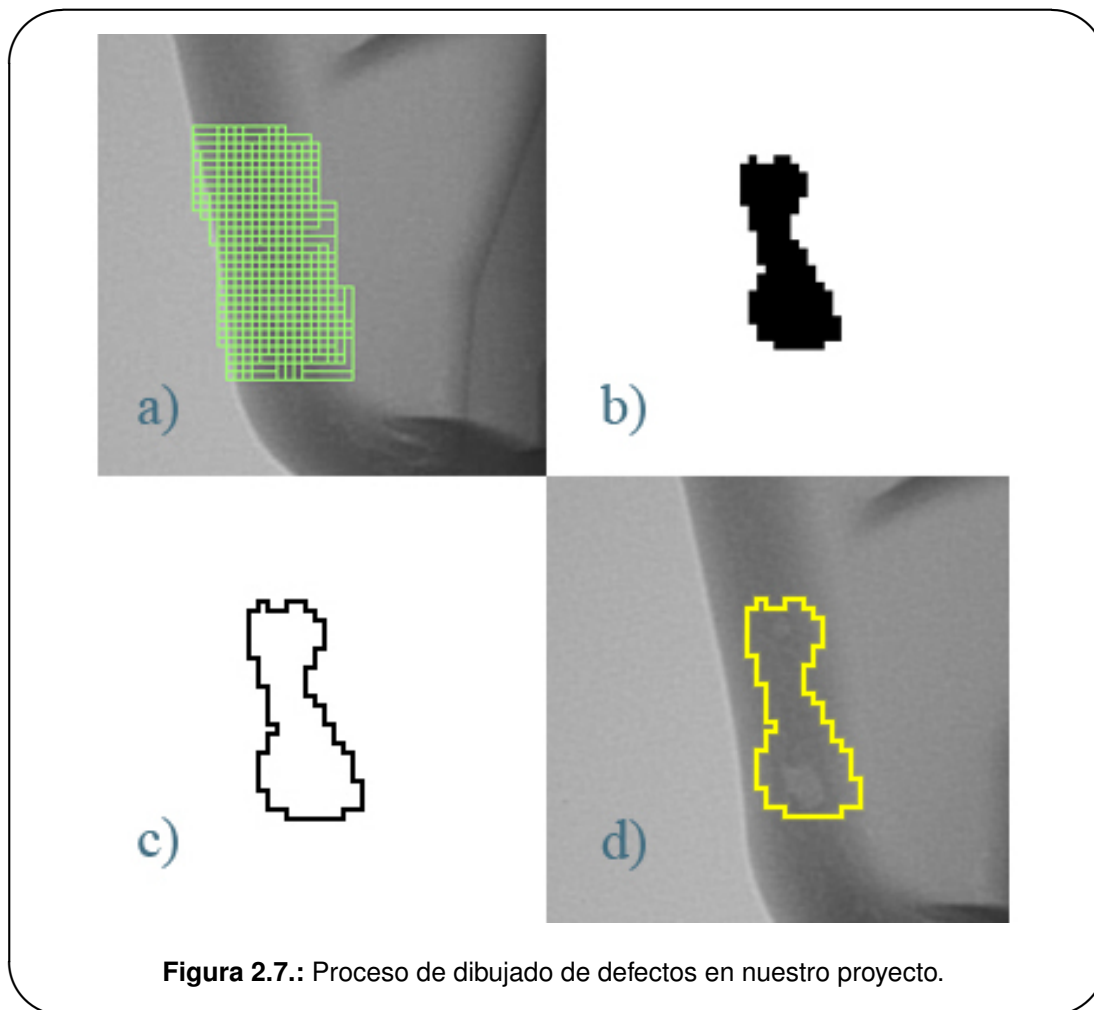 a)
b)
c)
d)
Figura 2.7.: Proceso de dibujado de defectos en nuestro proyecto.